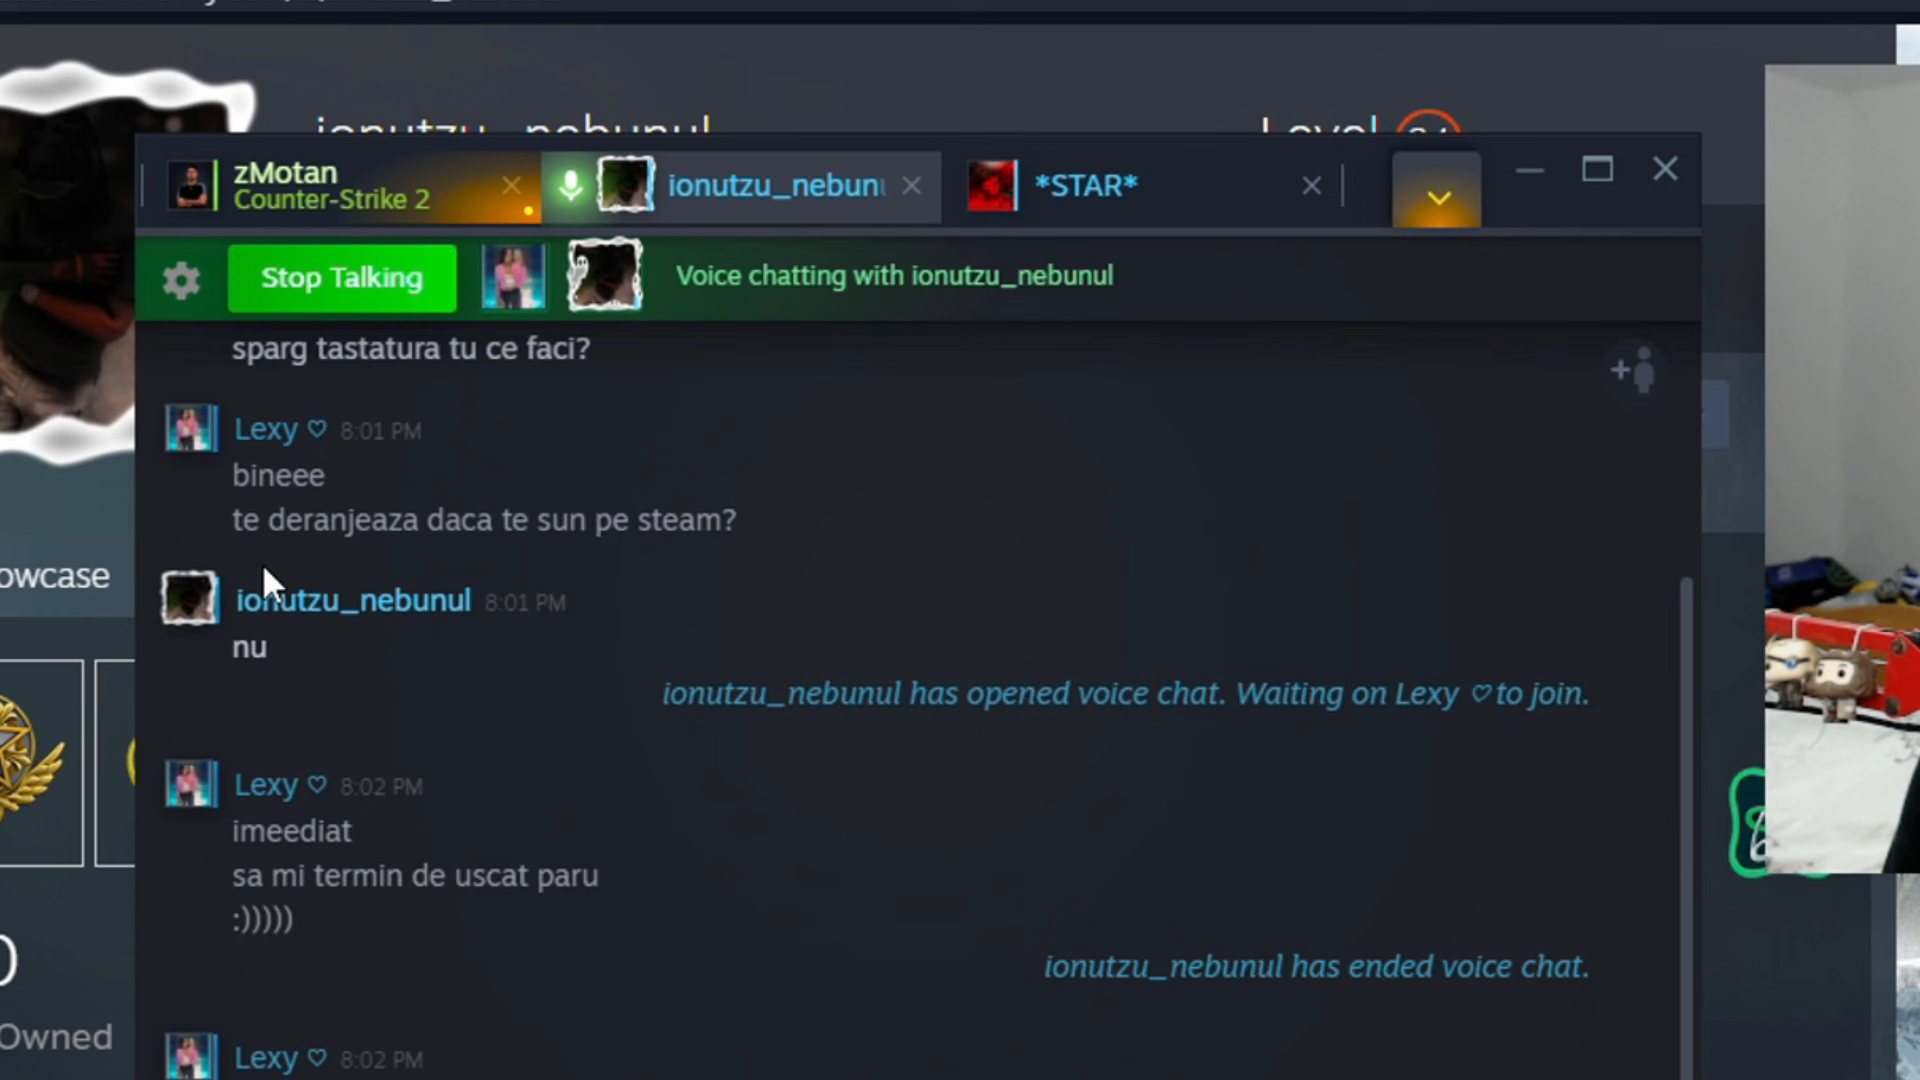 ionutzu_nebunul
Level
zMotan
Counter-Strike 2
ionutzu_nebun
*STAR*
Stop Talking
Voice chatting with ionutzu_nebunul
sparg tastatura tu ce faci?
Lexy ♡ 8:01 PM
bineee
te deranjeaza daca te sun pe steam?
owcase
ionutzu_nebunul 8:01 PM
nu
ionutzu_nebunul has opened voice chat. Waiting on Lexy ♡ to join.
Lexy ♡ 8:02 PM
imeediat
sa mi termin de uscat paru
:)))))
ionutzu_nebunul has ended voice chat.
Owned
Lexy ♡ 8:02 PM